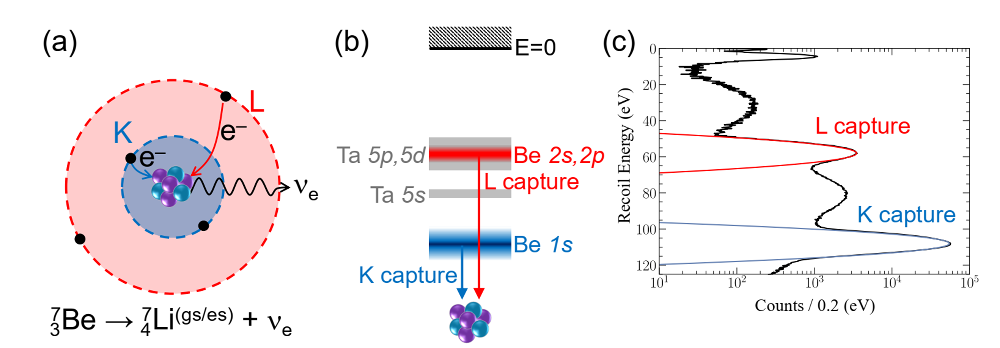 (a)
L
K
e⁻
e⁻
νe
⁷₃Be → ⁷₄Li(gs/es) + νe
(b)
E=0
Ta 5p,5d
Be 2s,2p
L capture
Ta 5s
Be 1s
K capture
(c)
0
20
40
60
80
100
120
Recoil Energy (eV)
L capture
K capture
10¹ 10² 10³ 10⁴ 10⁵
Counts / 0.2 (eV)